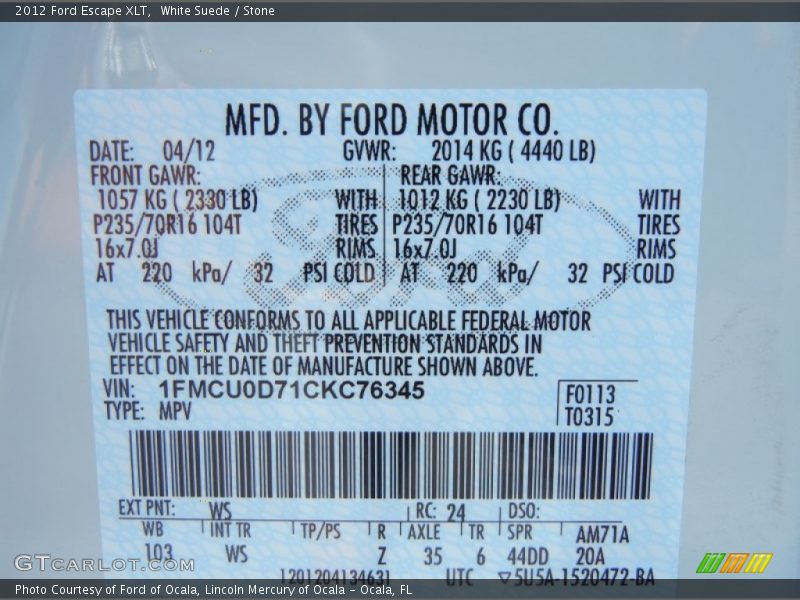 2012 Ford Escape XLT,  White Suede / Stone
MFD. BY FORD MOTOR CO.
DATE: 04/12 GVWR: 2014 KG ( 4440 LB)
FRONT GAWR: REAR GAWR:
1057 KG ( 2330 LB) WITH 1012 KG ( 2230 LB) WITH
P235/70R16 104T TIRES P235/70R16 104T TIRES
16x7.0J RIMS 16x7.0J RIMS
AT 220 kPa/ 32 PSI COLD AT 220 kPa/ 32 PSI COLD
THIS VEHICLE CONFORMS TO ALL APPLICABLE FEDERAL MOTOR
VEHICLE SAFETY AND THEFT PREVENTION STANDARDS IN
EFFECT ON THE DATE OF MANUFACTURE SHOWN ABOVE.
VIN: 1FMCU0D71CKC76345 F0113
TYPE: MPV T0315
EXT PNT: WS RC: 24 DSO:
WB INT TR TP/PS R AXLE TR SPR AM71A
103 WS Z 35 6 44DD 20A
1201204134631 UTC ▽5U5A-1520472-BA
GTCarLot.com
Photo Courtesy of Ford of Ocala, Lincoln Mercury of Ocala - Ocala, FL